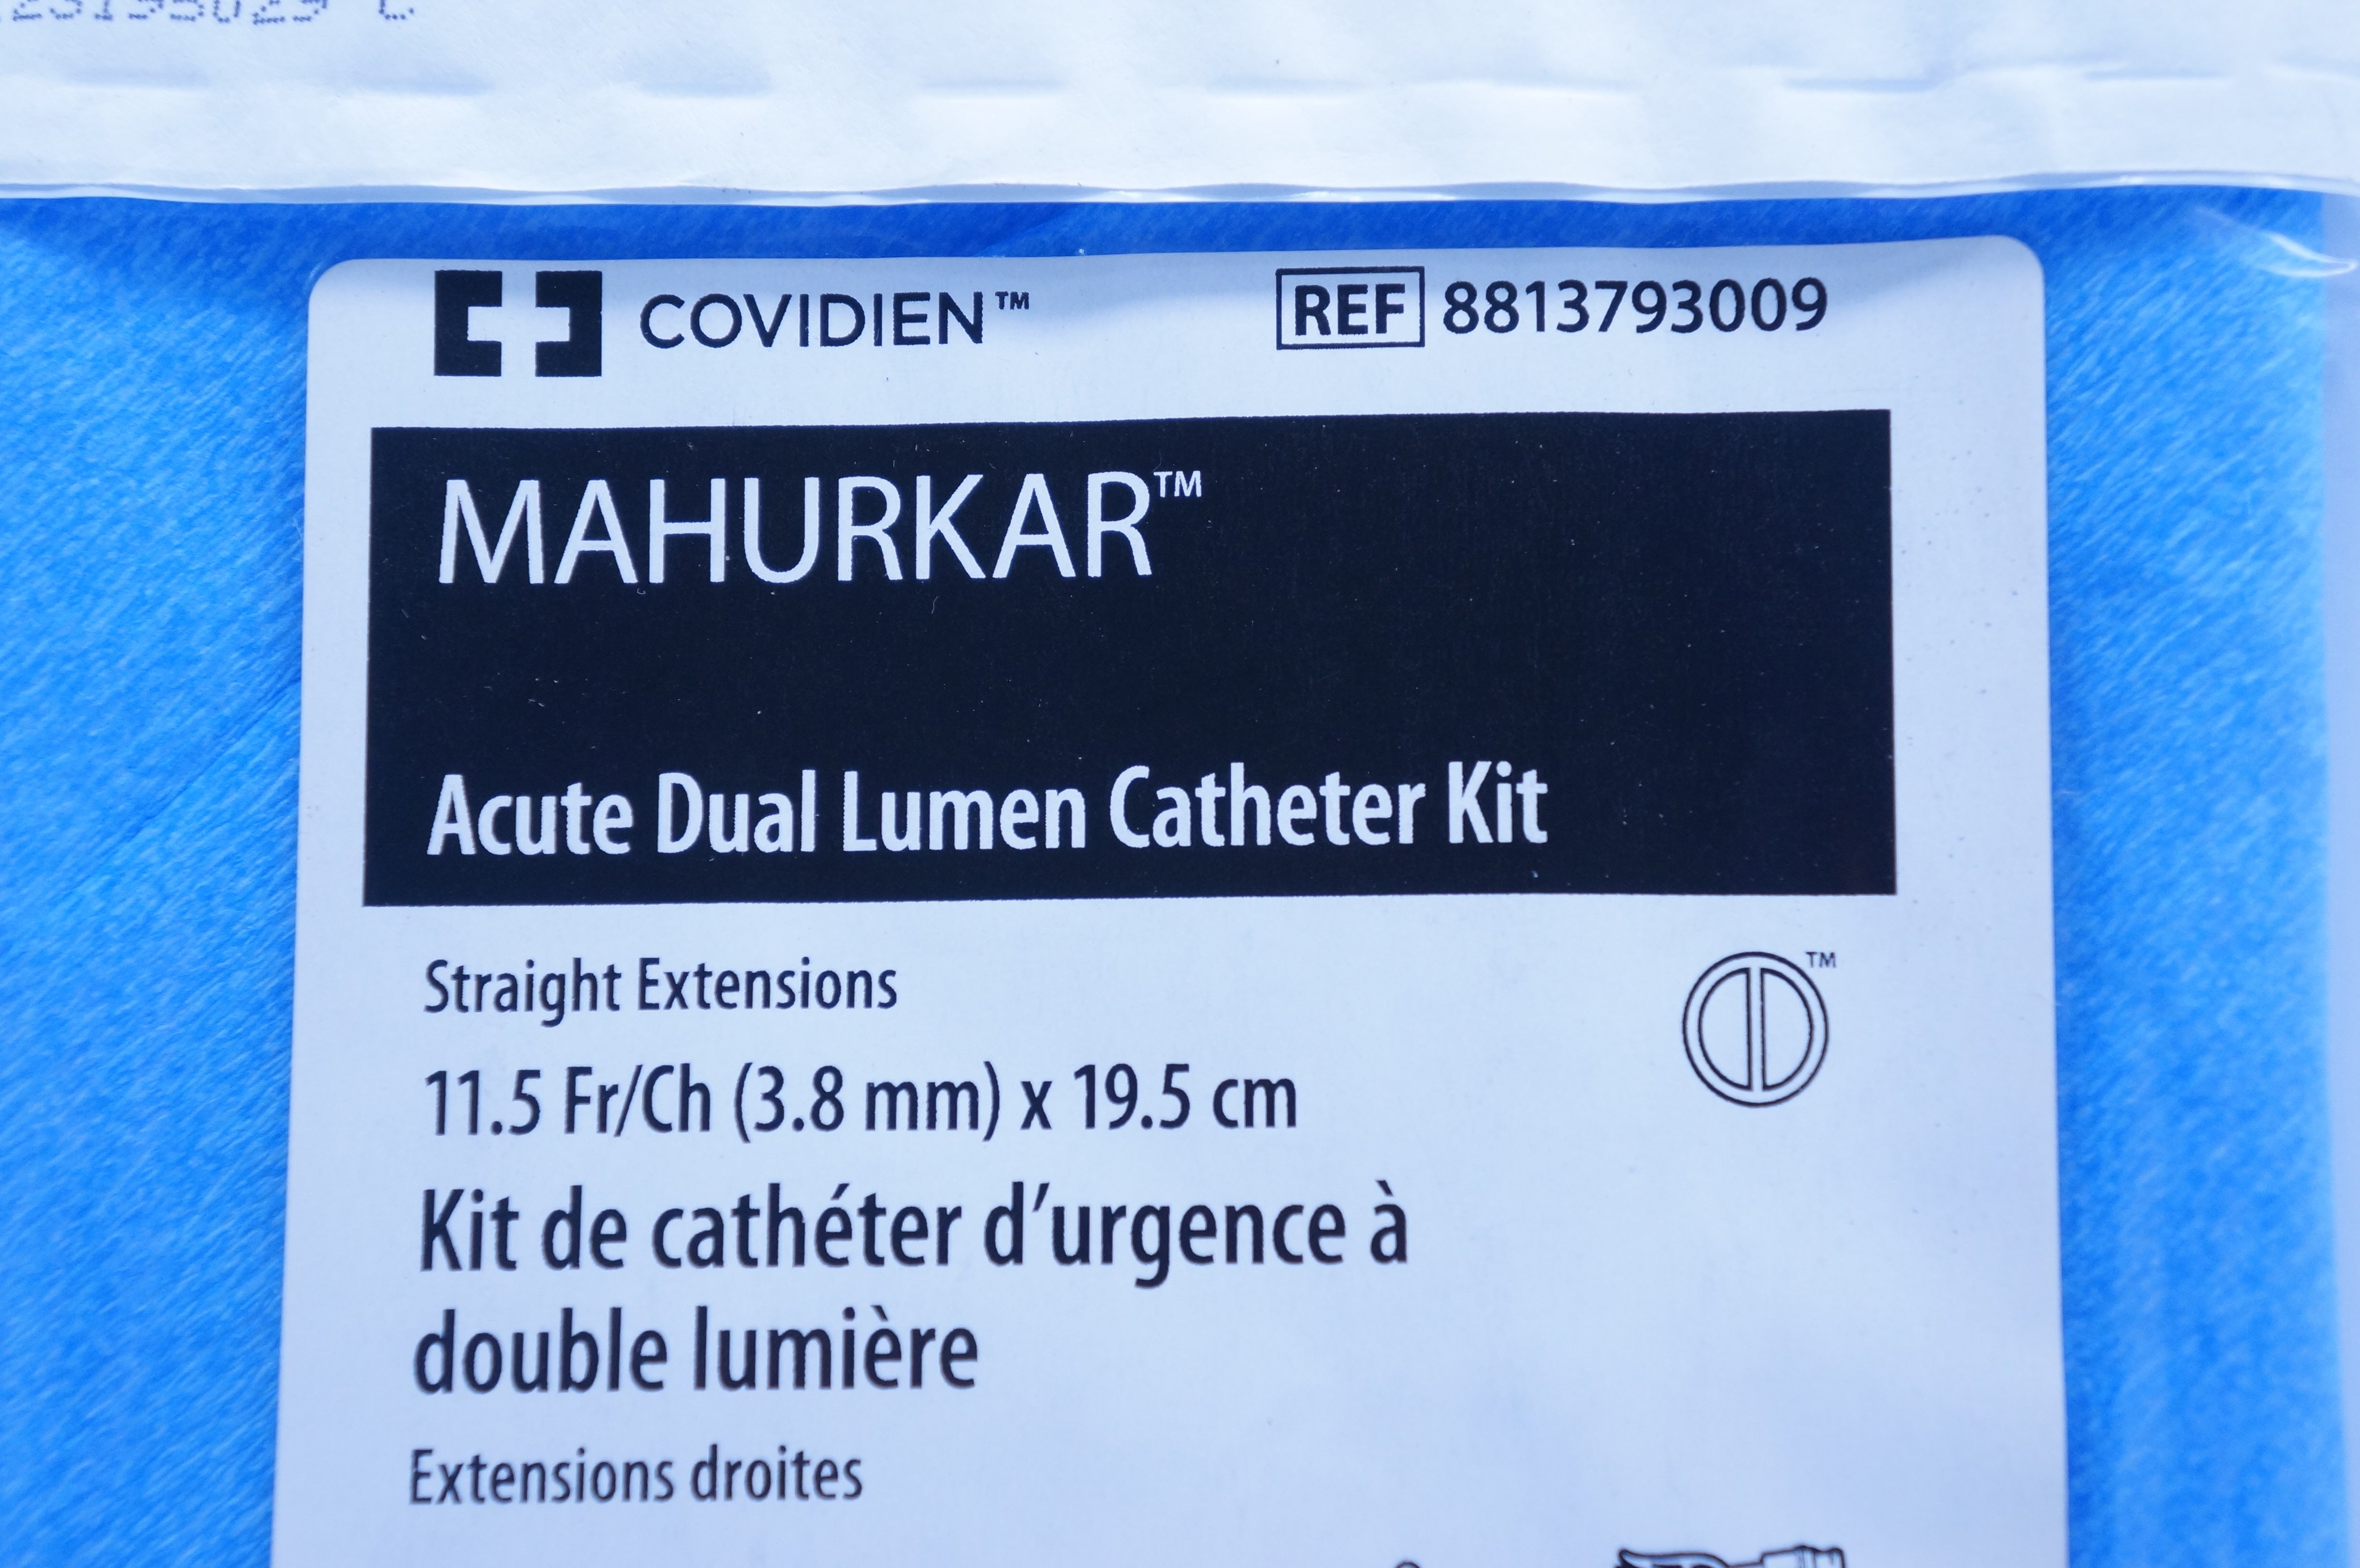 COVIDIEN™
REF 8813793009
MAHURKAR™
Acute Dual Lumen Catheter Kit
Straight Extensions
™
11.5 Fr/Ch (3.8 mm) x 19.5 cm
Kit de cathéter d’urgence à
double lumière
Extensions droites